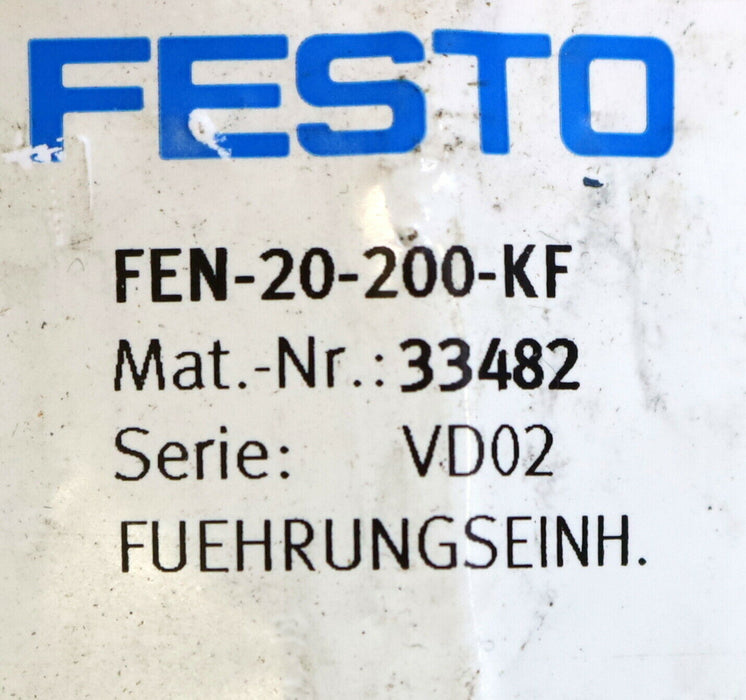 FESTO
FEN-20-200-KF
Mat.-Nr.: 33482
Serie: VD02
FUEHRUNGSEINH.